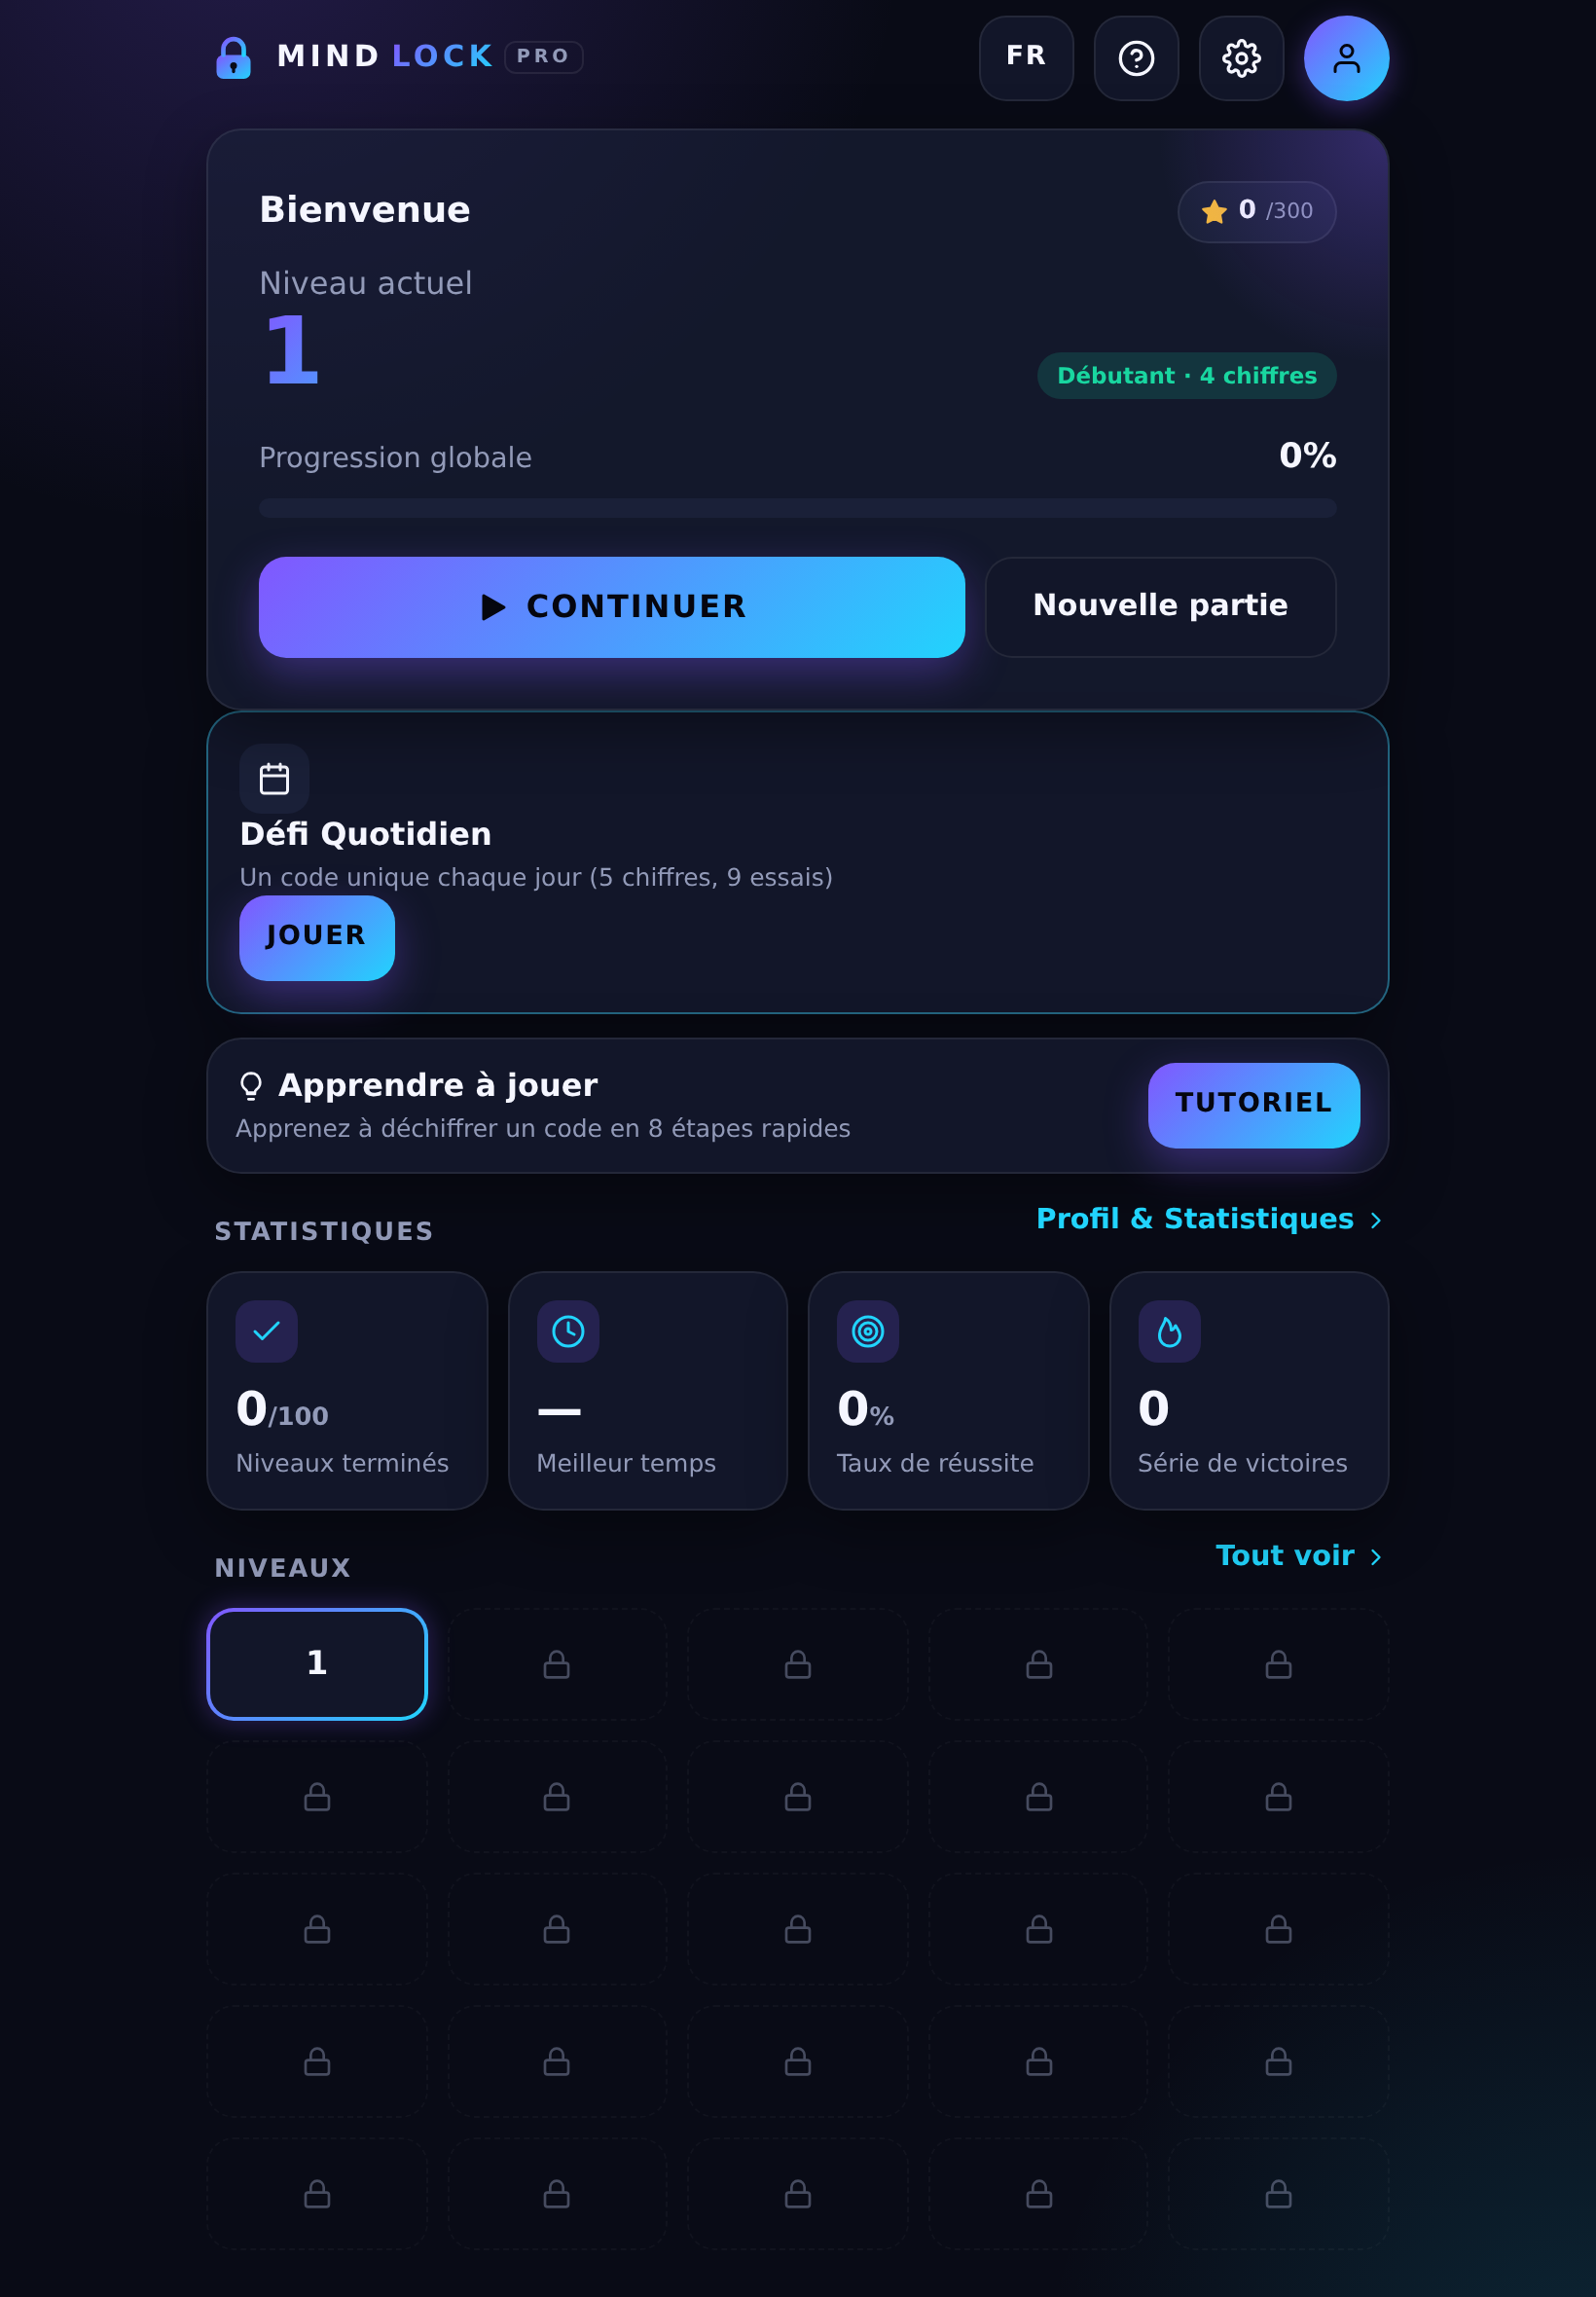 MIND LOCK PRO FR
Bienvenue
0 /300
Niveau actuel
1
Débutant · 4 chiffres
Progression globale 0%
CONTINUER
Nouvelle partie
Défi Quotidien
Un code unique chaque jour (5 chiffres, 9 essais)
JOUER
Apprendre à jouer
Apprenez à déchiffrer un code en 8 étapes rapides
TUTORIEL
STATISTIQUES
Profil & Statistiques
0/100
Niveaux terminés
—
Meilleur temps
0%
Taux de réussite
0
Série de victoires
NIVEAUX
Tout voir
1